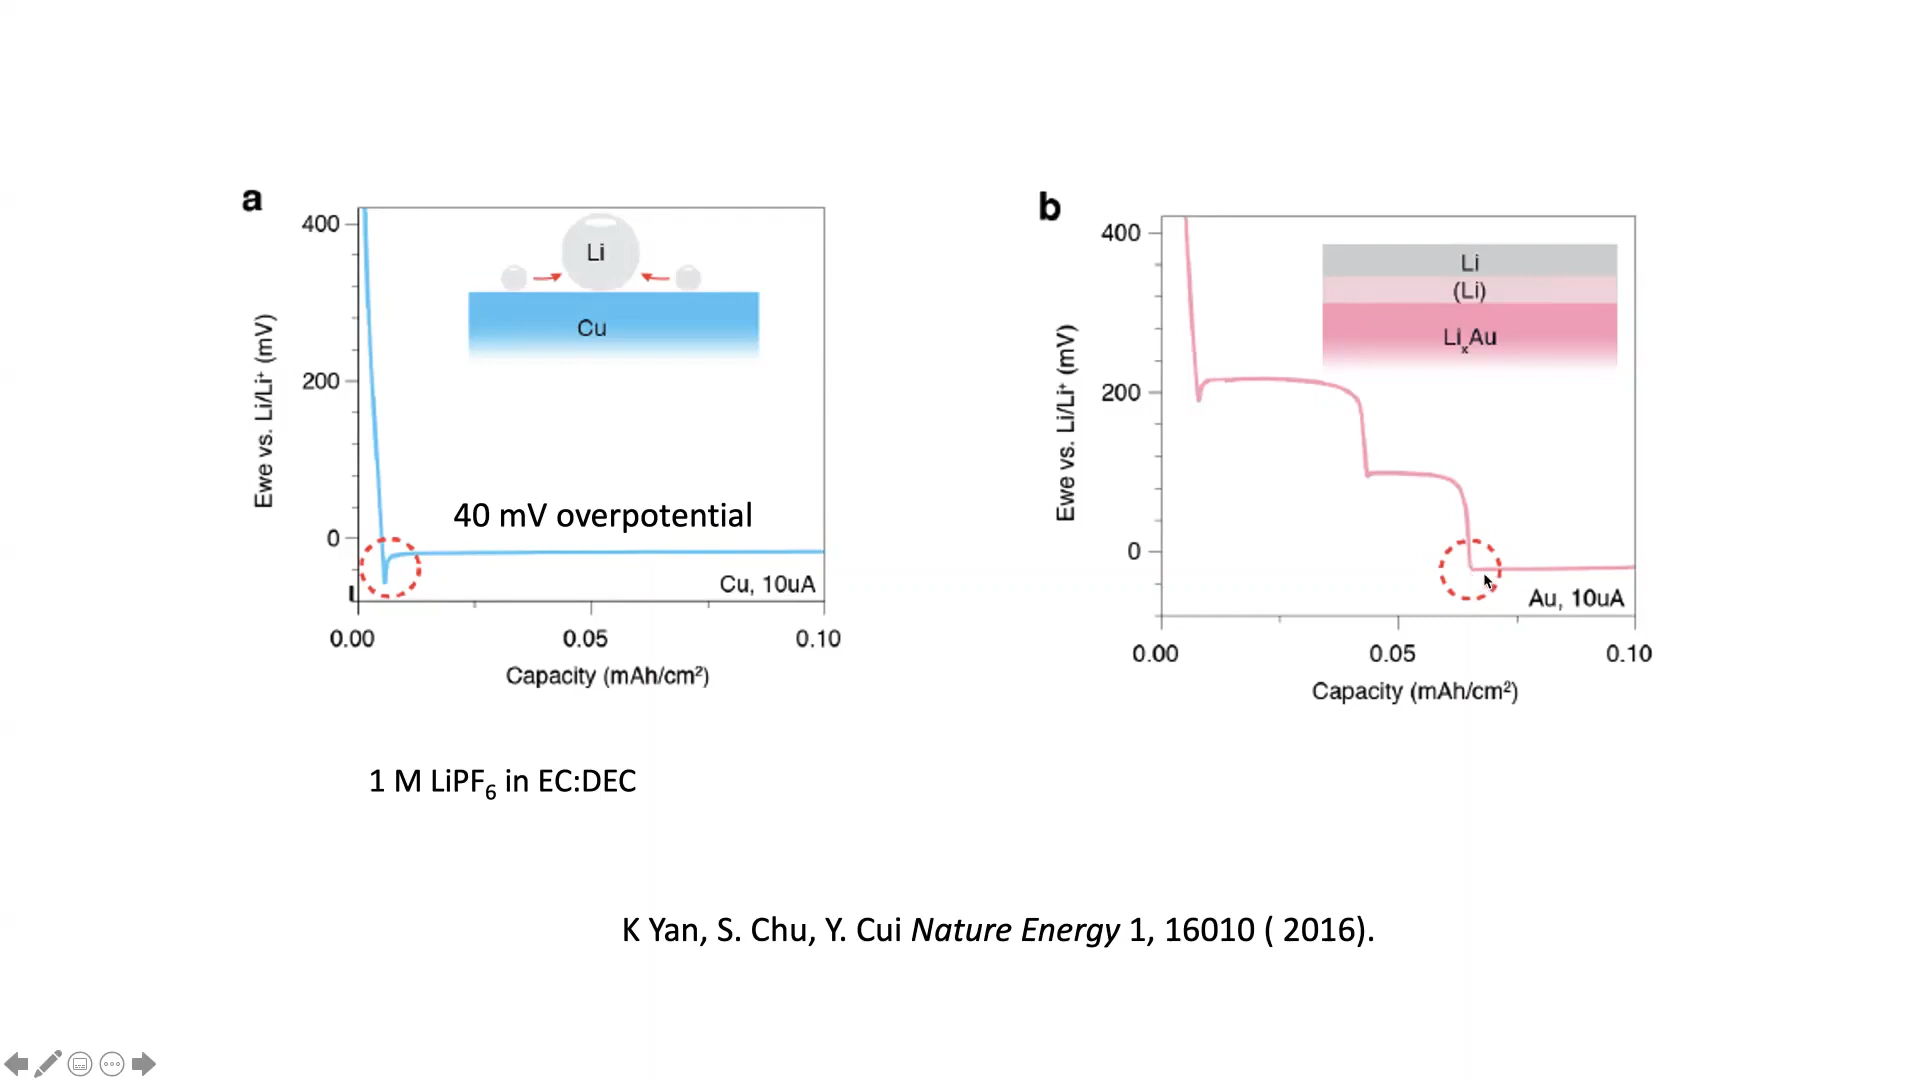 a
400
200
0
Ewe vs. Li/Li⁺ (mV)
Li
Cu
40 mV overpotential
Cu, 10uA
0.00 0.05 0.10
Capacity (mAh/cm²)
b
400
200
0
Ewe vs. Li/Li⁺ (mV)
Li
(Li)
LiₓAu
Au, 10uA
0.00 0.05 0.10
Capacity (mAh/cm²)
1 M LiPF₆ in EC:DEC
K Yan, S. Chu, Y. Cui Nature Energy 1, 16010 ( 2016).